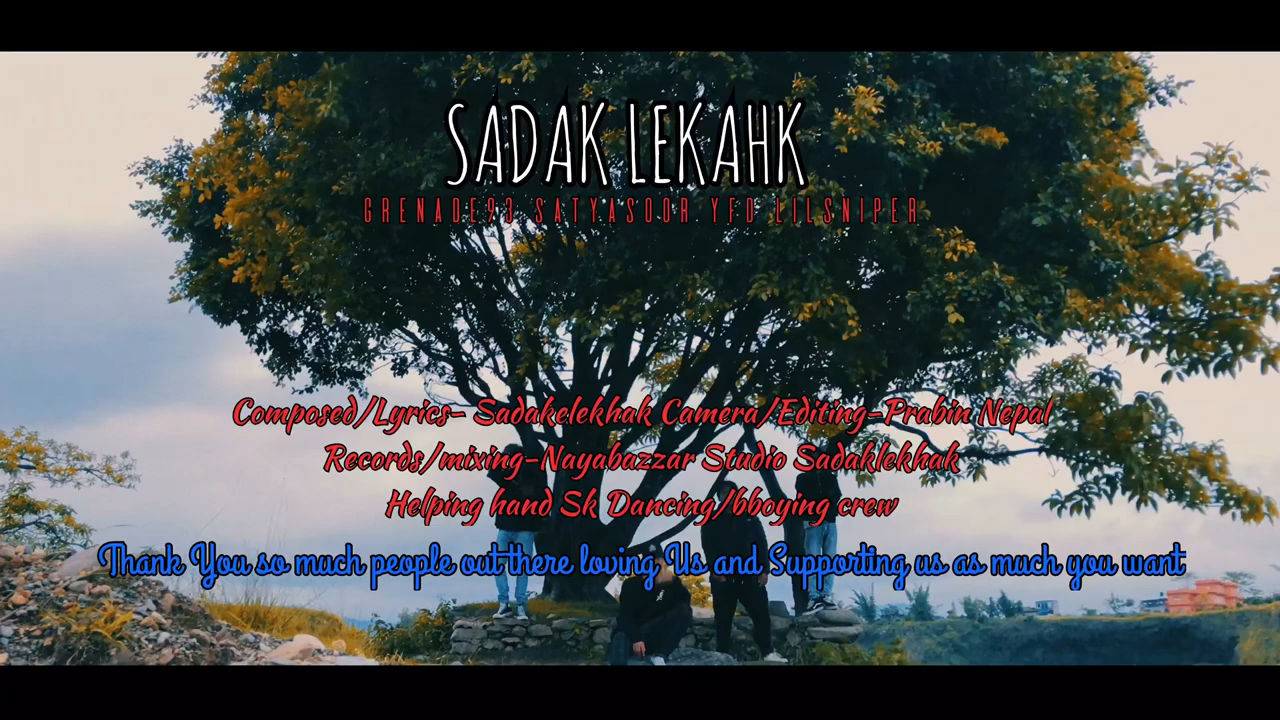 SADAK LEKAHK
GRENADE93 SATYASOOR YFD LILSNIPER
Composed/Lyrics- Sadakelekhak Camera/Editing-Prabin Nepal
Records/mixing-Nayabazzar Studio Sadaklekhak
Helping hand Sk Dancing/bboying crew
Thank You so much people out there loving Us and Supporting us as much you want